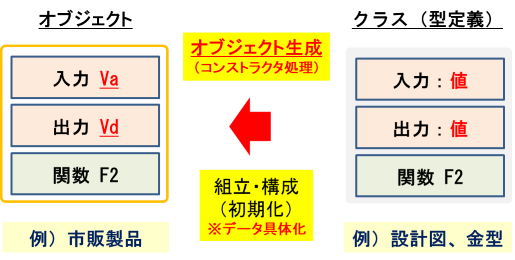 オブジェクト
入力 Va
出力 Vd
関数 F2
例）市販製品
オブジェクト生成
（コンストラクタ処理）
組立・構成
（初期化）
※データ具体化
クラス（型定義）
入力：値
出力：値
関数 F2
例）設計図、金型